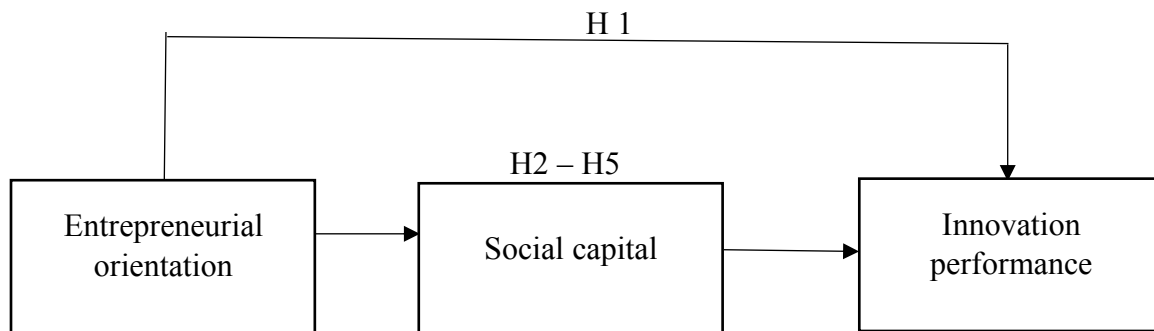 H 1
H2 – H5
Entrepreneurial
orientation
Social capital
Innovation
performance